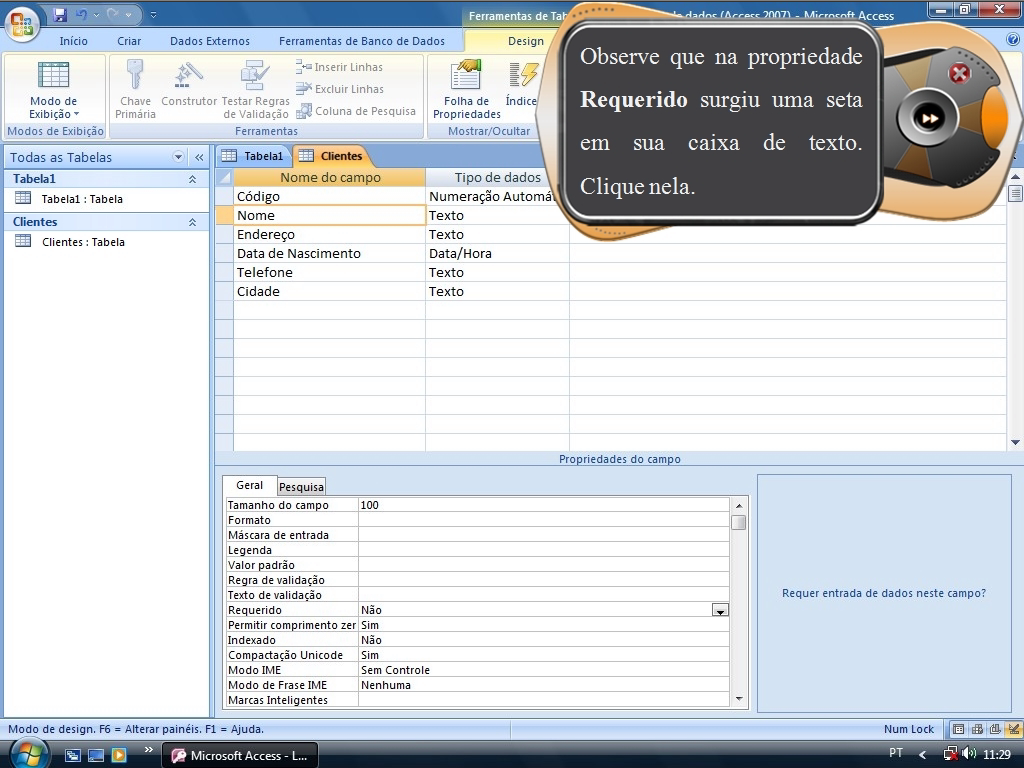 Ferramentas de Tab
de dados (Access 2007) - Microsoft Access
Início
Criar
Dados Externos
Ferramentas de Banco de Dados
Design
Modo de
Exibição
Modos de Exibição
Chave
Primária
Construtor
Testar Regras
de Validação
Inserir Linhas
Excluir Linhas
Coluna de Pesquisa
Ferramentas
Folha de
Propriedades
Índice
Mostrar/Ocultar
Observe que na propriedade
Requerido surgiu uma seta
em sua caixa de texto.
Clique nela.
Todas as Tabelas
Tabela1
Tabela1 : Tabela
Clientes
Clientes : Tabela
Tabela1
Clientes
Nome do campo
Tipo de dados
Código
Numeração Automát
Nome
Texto
Endereço
Texto
Data de Nascimento
Data/Hora
Telefone
Texto
Cidade
Texto
Propriedades do campo
Geral
Pesquisa
Tamanho do campo
100
Formato
Máscara de entrada
Legenda
Valor padrão
Regra de validação
Texto de validação
Requerido
Não
Permitir comprimento zer
Sim
Indexado
Não
Compactação Unicode
Sim
Modo IME
Sem Controle
Modo de Frase IME
Nenhuma
Marcas Inteligentes
Requer entrada de dados neste campo?
Modo de design. F6 = Alterar painéis. F1 = Ajuda.
Num Lock
Microsoft Access - L...
PT
11:29